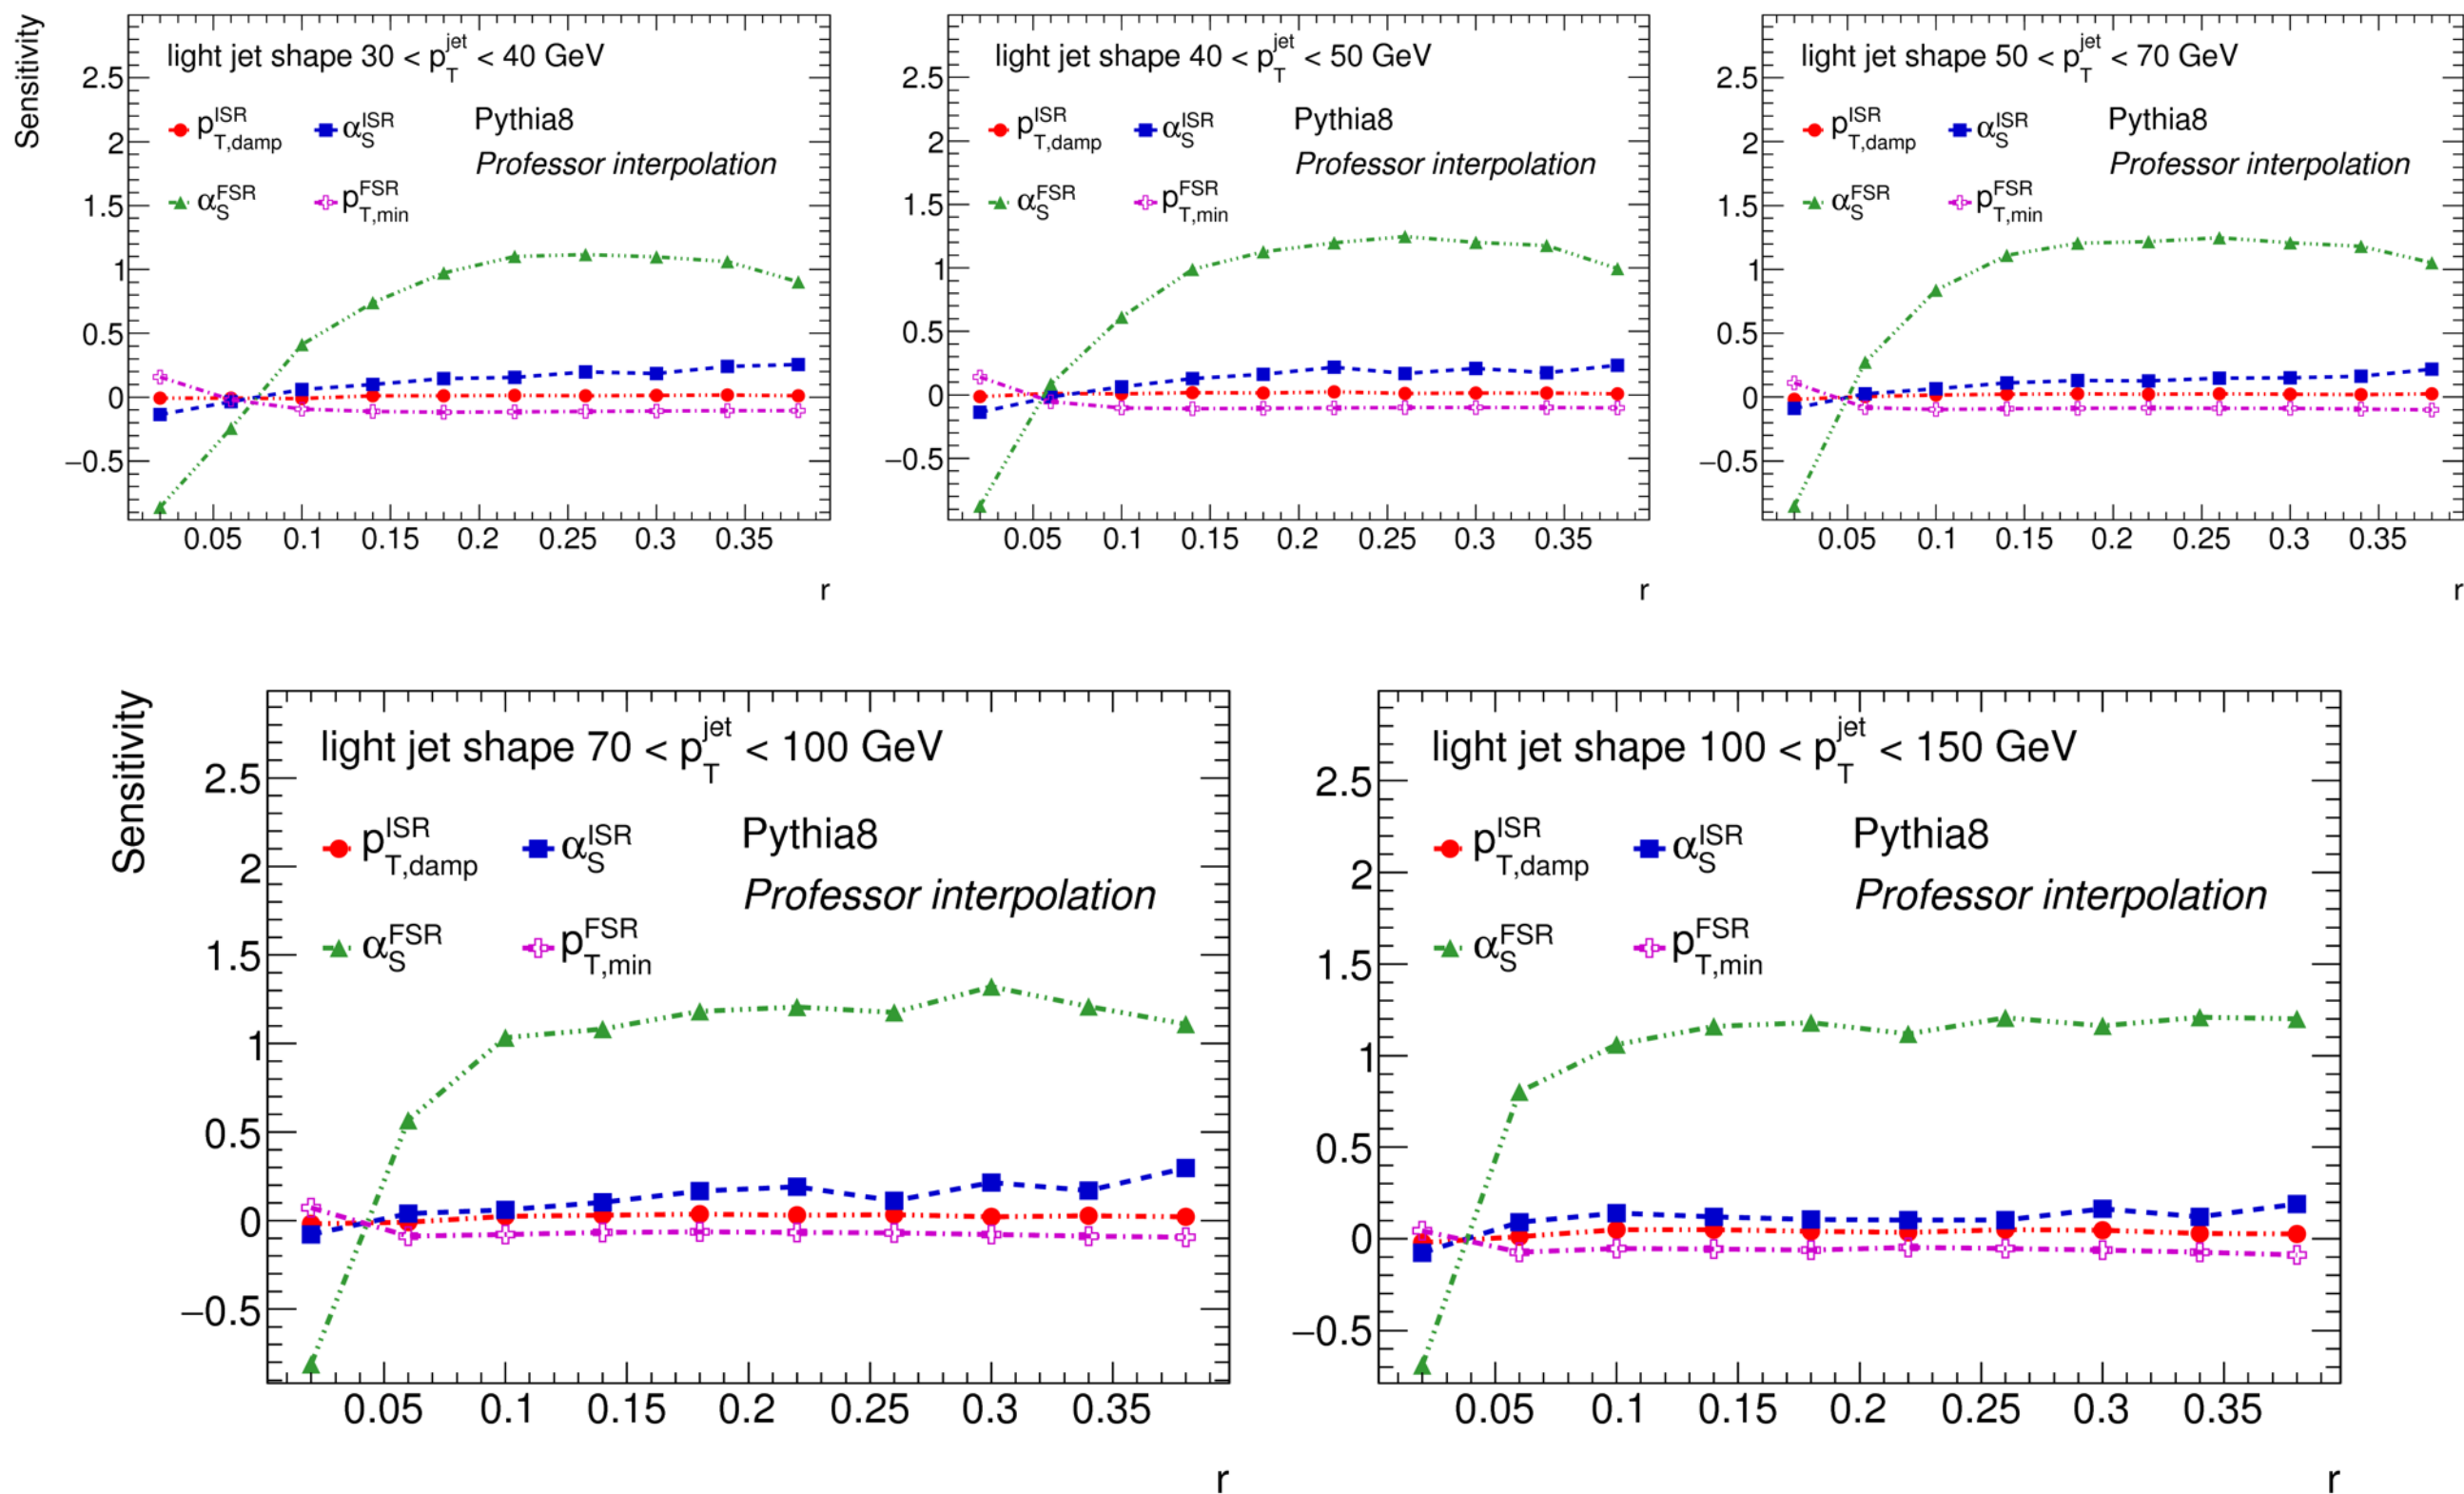 Sensitivity
light jet shape 30 < p_T^jet < 40 GeV
p_T,damp^ISR α_S^ISR Pythia8
Professor interpolation
α_S^FSR p_T,min^FSR
2.5
2
1.5
1
0.5
0
−0.5
0.05 0.1 0.15 0.2 0.25 0.3 0.35
r
light jet shape 40 < p_T^jet < 50 GeV
p_T,damp^ISR α_S^ISR Pythia8
Professor interpolation
α_S^FSR p_T,min^FSR
2.5
2
1.5
1
0.5
0
−0.5
0.05 0.1 0.15 0.2 0.25 0.3 0.35
r
light jet shape 50 < p_T^jet < 70 GeV
p_T,damp^ISR α_S^ISR Pythia8
Professor interpolation
α_S^FSR p_T,min^FSR
2.5
2
1.5
1
0.5
0
−0.5
0.05 0.1 0.15 0.2 0.25 0.3 0.35
r
Sensitivity
light jet shape 70 < p_T^jet < 100 GeV
p_T,damp^ISR α_S^ISR Pythia8
Professor interpolation
α_S^FSR p_T,min^FSR
2.5
2
1.5
1
0.5
0
−0.5
0.05 0.1 0.15 0.2 0.25 0.3 0.35
r
light jet shape 100 < p_T^jet < 150 GeV
p_T,damp^ISR α_S^ISR Pythia8
Professor interpolation
α_S^FSR p_T,min^FSR
2.5
2
1.5
1
0.5
0
−0.5
0.05 0.1 0.15 0.2 0.25 0.3 0.35
r